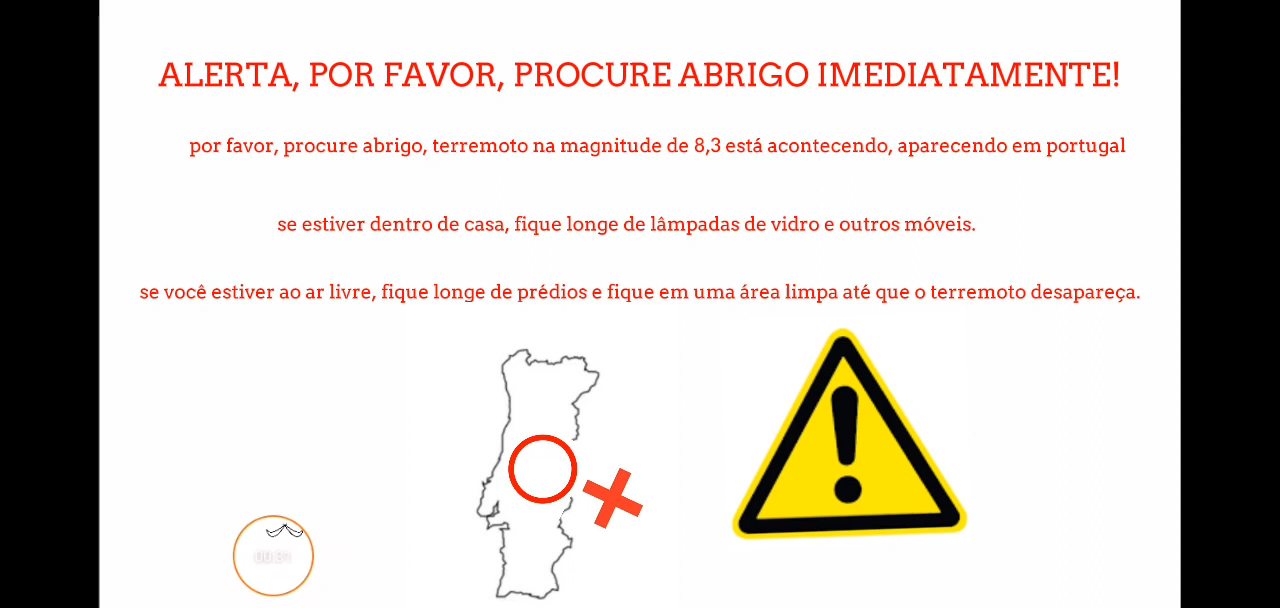 ALERTA, POR FAVOR, PROCURE ABRIGO IMEDIATAMENTE!
por favor, procure abrigo, terremoto na magnitude de 8,3 está acontecendo, aparecendo em portugal
se estiver dentro de casa, fique longe de lâmpadas de vidro e outros móveis.
se você estiver ao ar livre, fique longe de prédios e fique em uma área limpa até que o terremoto desapareça.